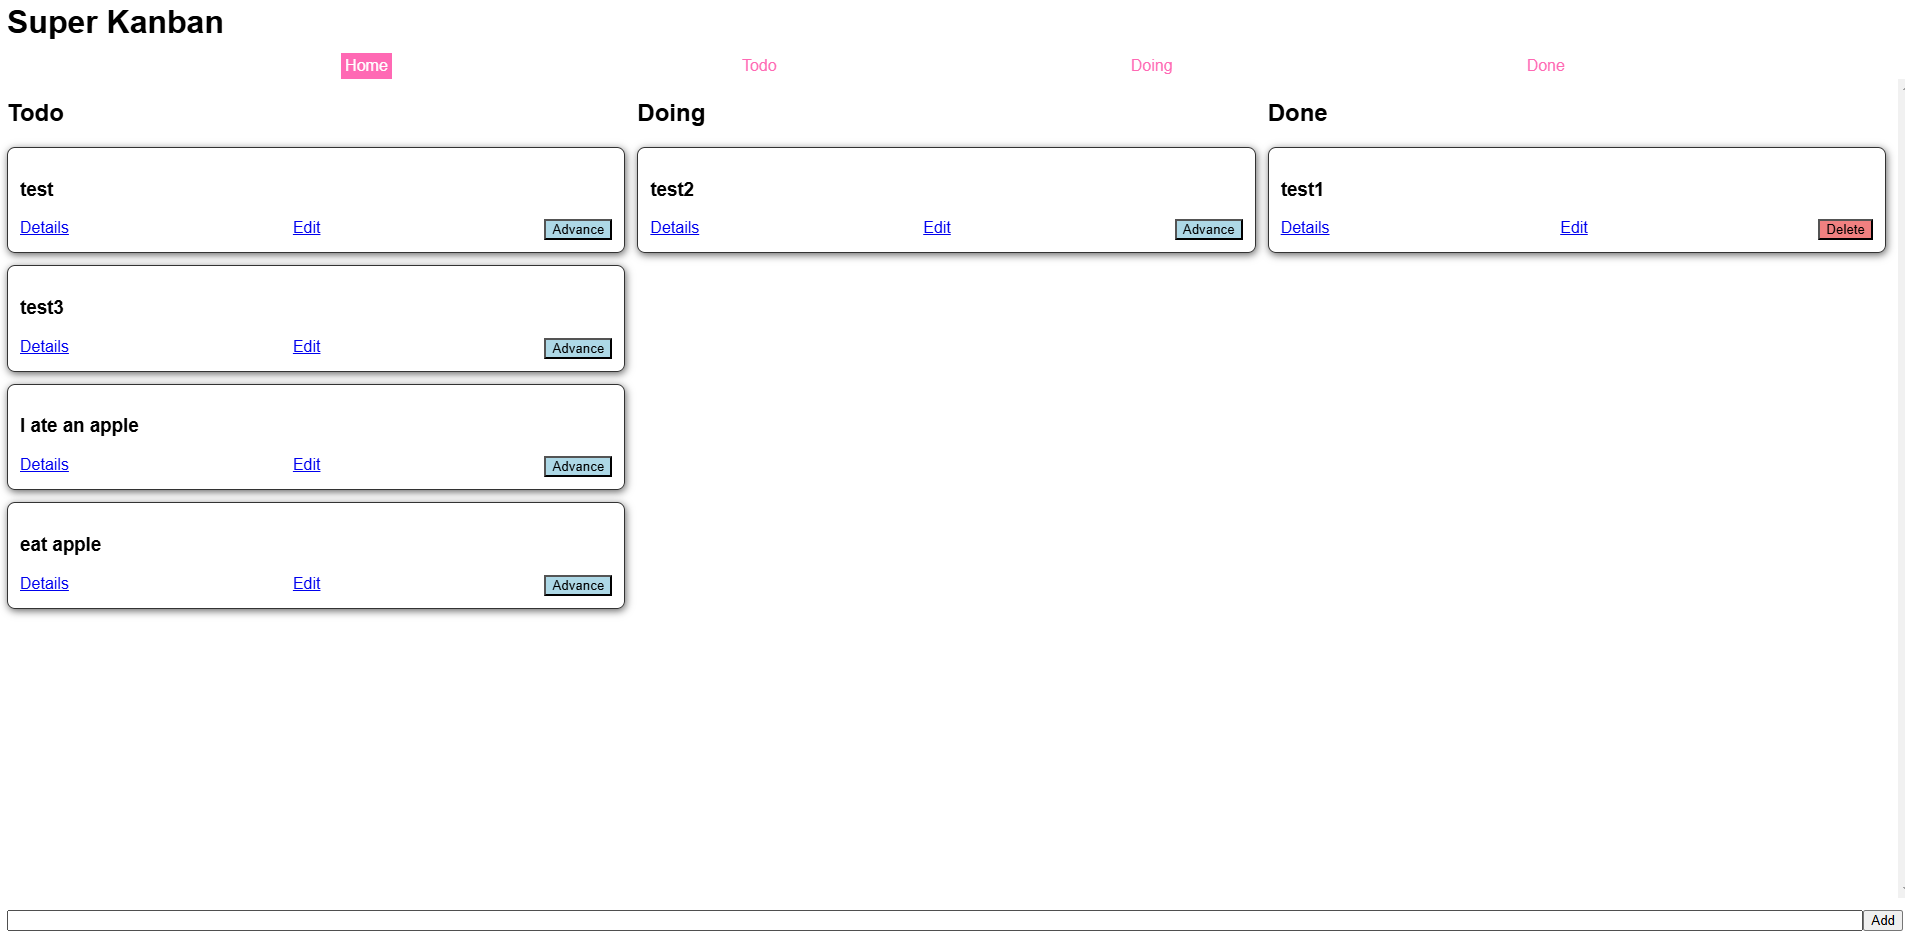 Super Kanban
Home Todo Doing Done
Todo
test
Details Edit Advance
test3
Details Edit Advance
I ate an apple
Details Edit Advance
eat apple
Details Edit Advance
Doing
test2
Details Edit Advance
Done
test1
Details Edit Delete
Add